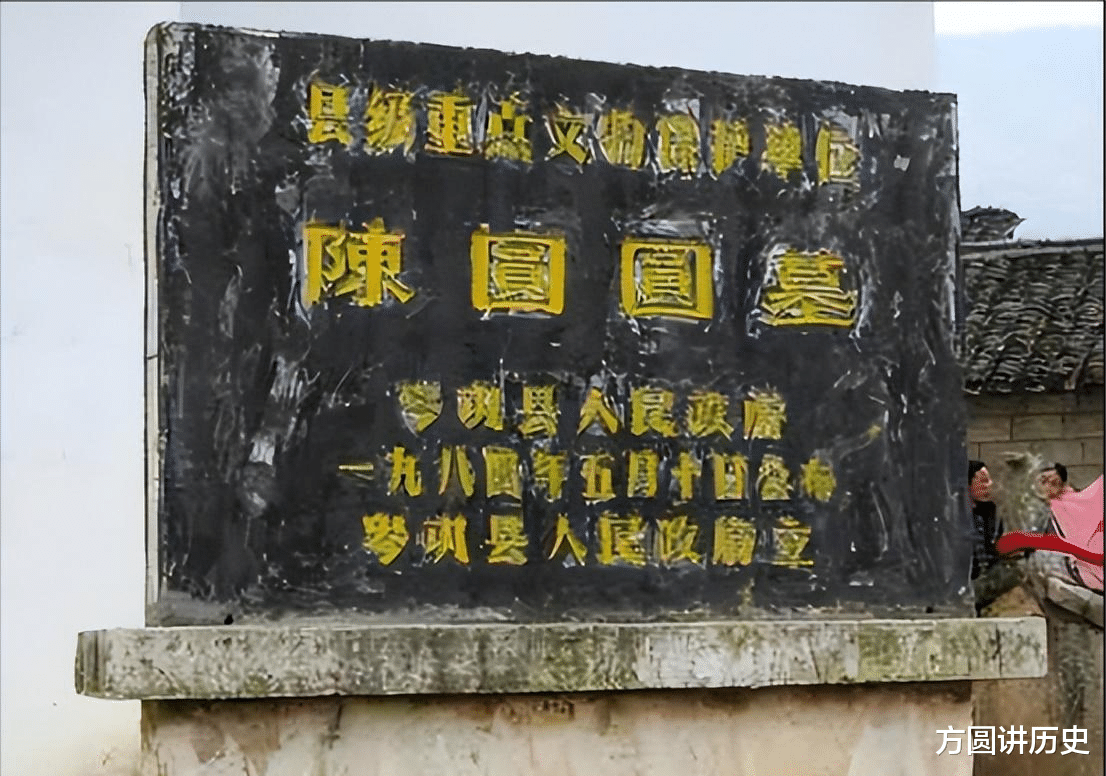 县级重点文物保护单位
陳圓圓墓
岑巩县人民政府
一九八四年五月十日公布
岑巩县人民政府立
方圆讲历史